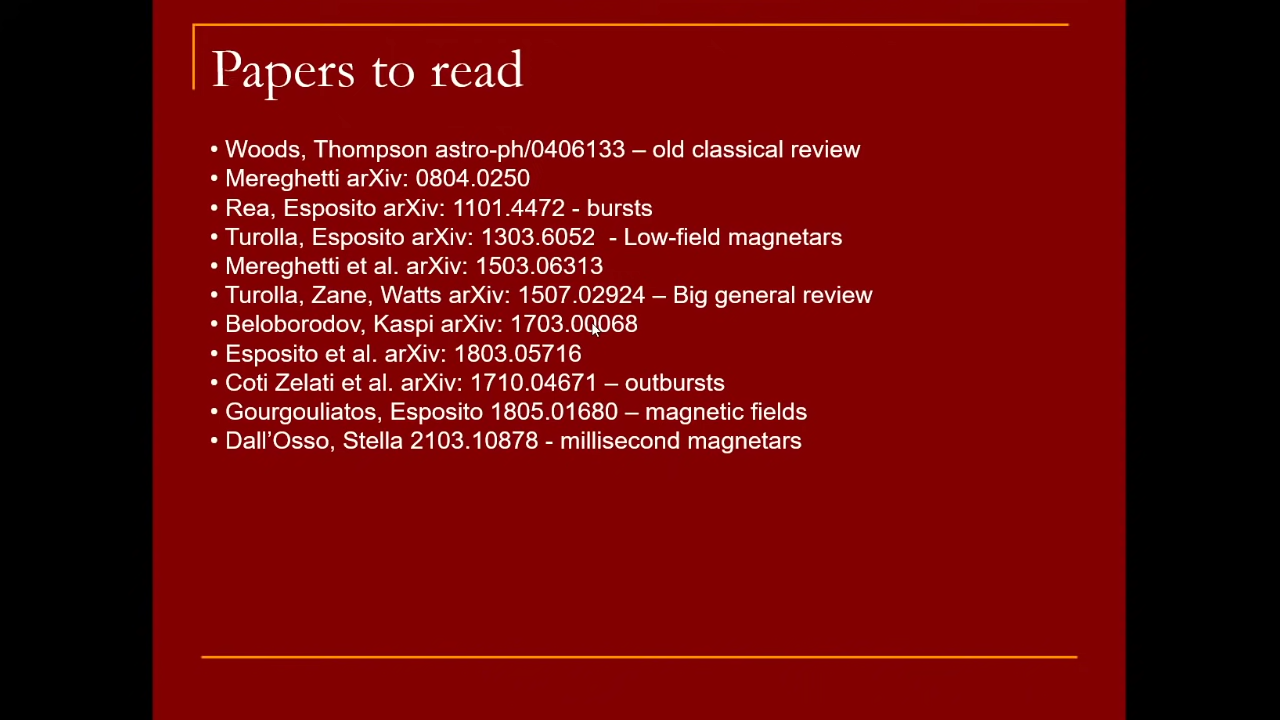 Papers to read
• Woods, Thompson astro-ph/0406133 – old classical review
• Mereghetti arXiv: 0804.0250
• Rea, Esposito arXiv: 1101.4472 - bursts
• Turolla, Esposito arXiv: 1303.6052  - Low-field magnetars
• Mereghetti et al. arXiv: 1503.06313
• Turolla, Zane, Watts arXiv: 1507.02924 – Big general review
• Beloborodov, Kaspi arXiv: 1703.00068
• Esposito et al. arXiv: 1803.05716
• Coti Zelati et al. arXiv: 1710.04671 – outbursts
• Gourgouliatos, Esposito 1805.01680 – magnetic fields
• Dall’Osso, Stella 2103.10878 - millisecond magnetars